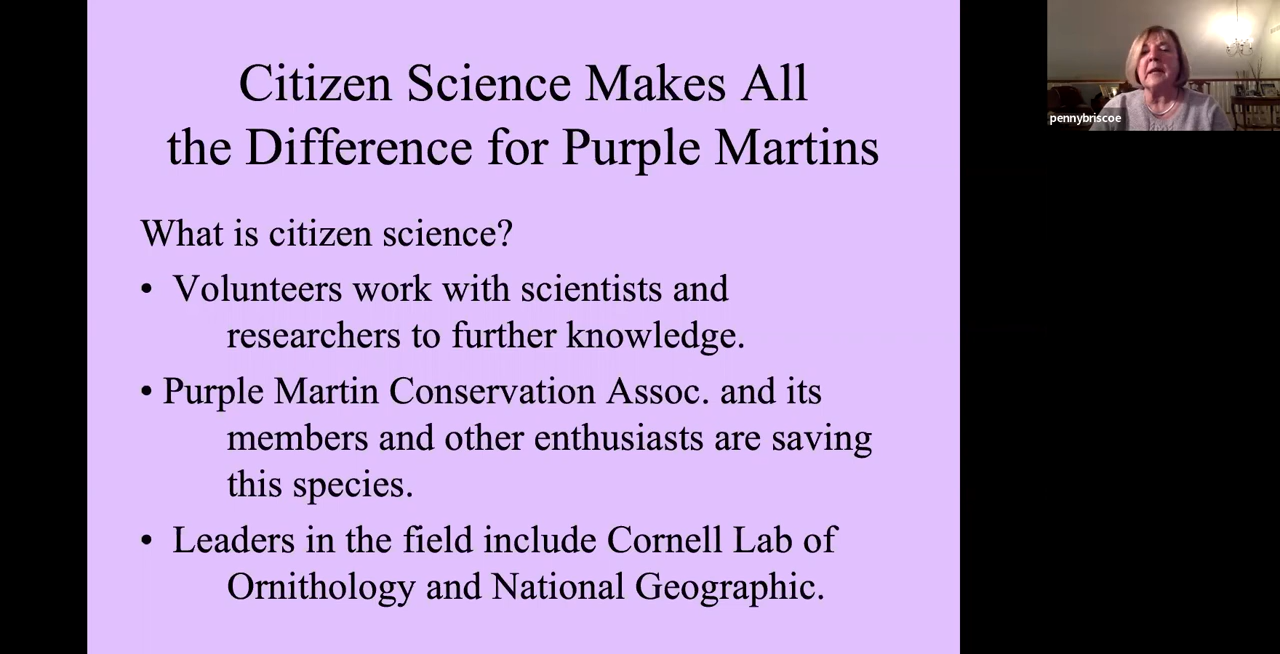 Citizen Science Makes All
the Difference for Purple Martins
What is citizen science?
• Volunteers work with scientists and
researchers to further knowledge.
• Purple Martin Conservation Assoc. and its
members and other enthusiasts are saving
this species.
• Leaders in the field include Cornell Lab of
Ornithology and National Geographic.
pennybriscoe